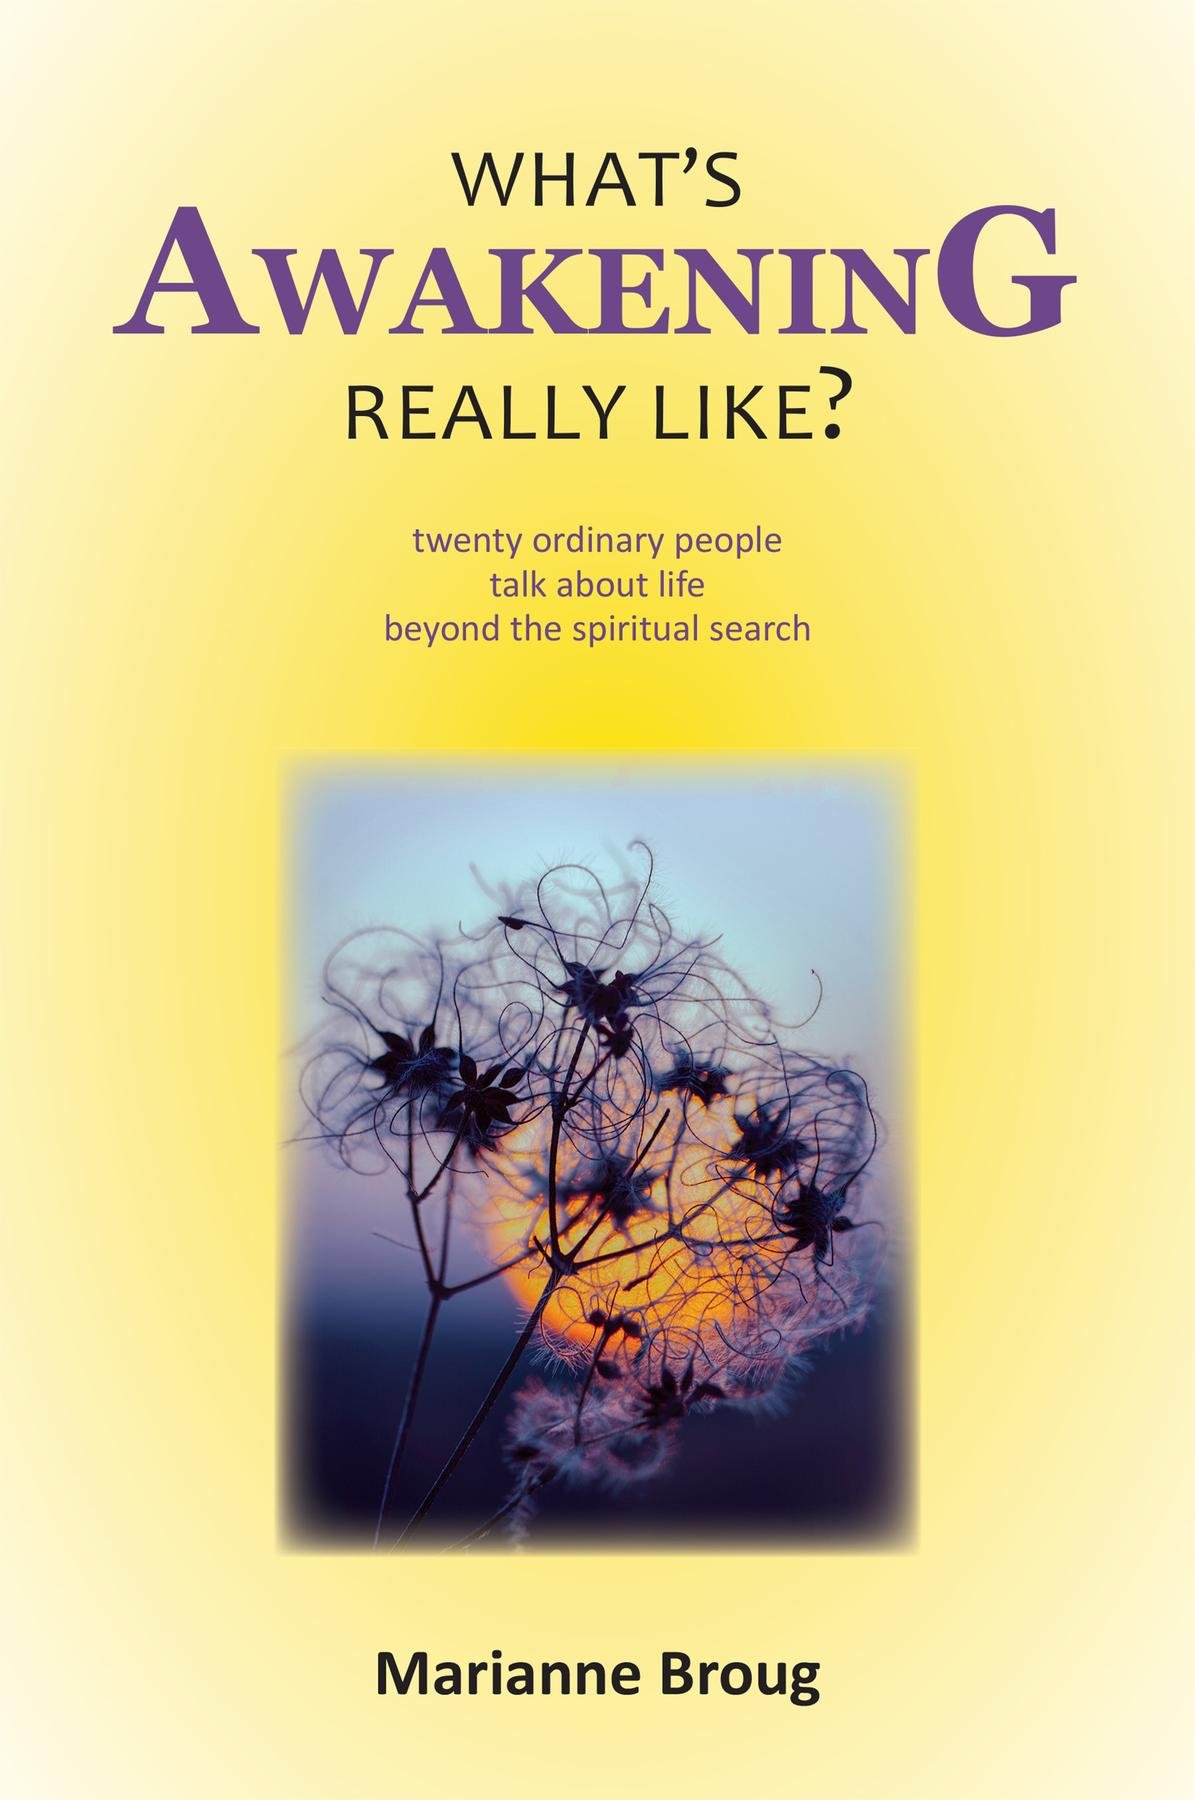 WHAT’S
AWAKENING
REALLY LIKE?
twenty ordinary people
talk about life
beyond the spiritual search
Marianne Broug